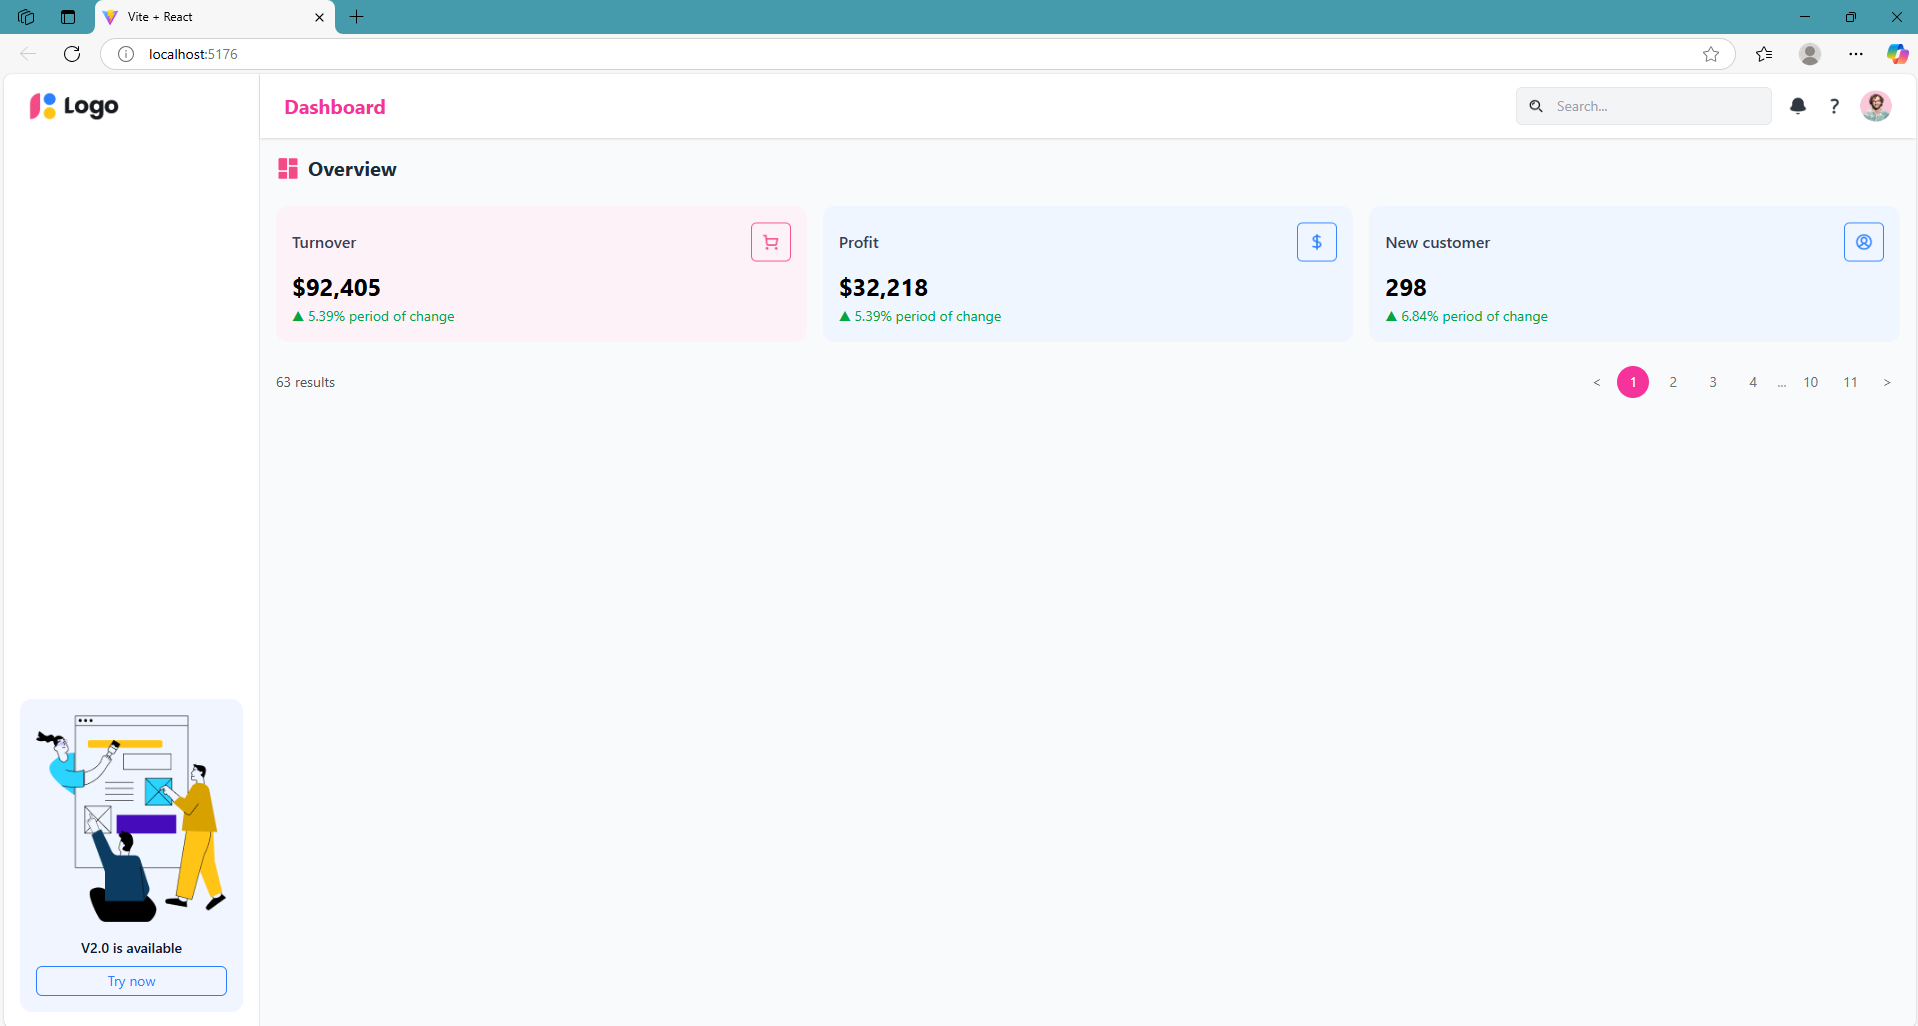 Vite + React
localhost:5176
Logo
Dashboard
Search...
?
Overview
Turnover
$92,405
▲ 5.39% period of change
Profit
$
$32,218
▲ 5.39% period of change
New customer
298
▲ 6.84% period of change
63 results
< 1 2 3 4 ... 10 11 >
V2.0 is available
Try now